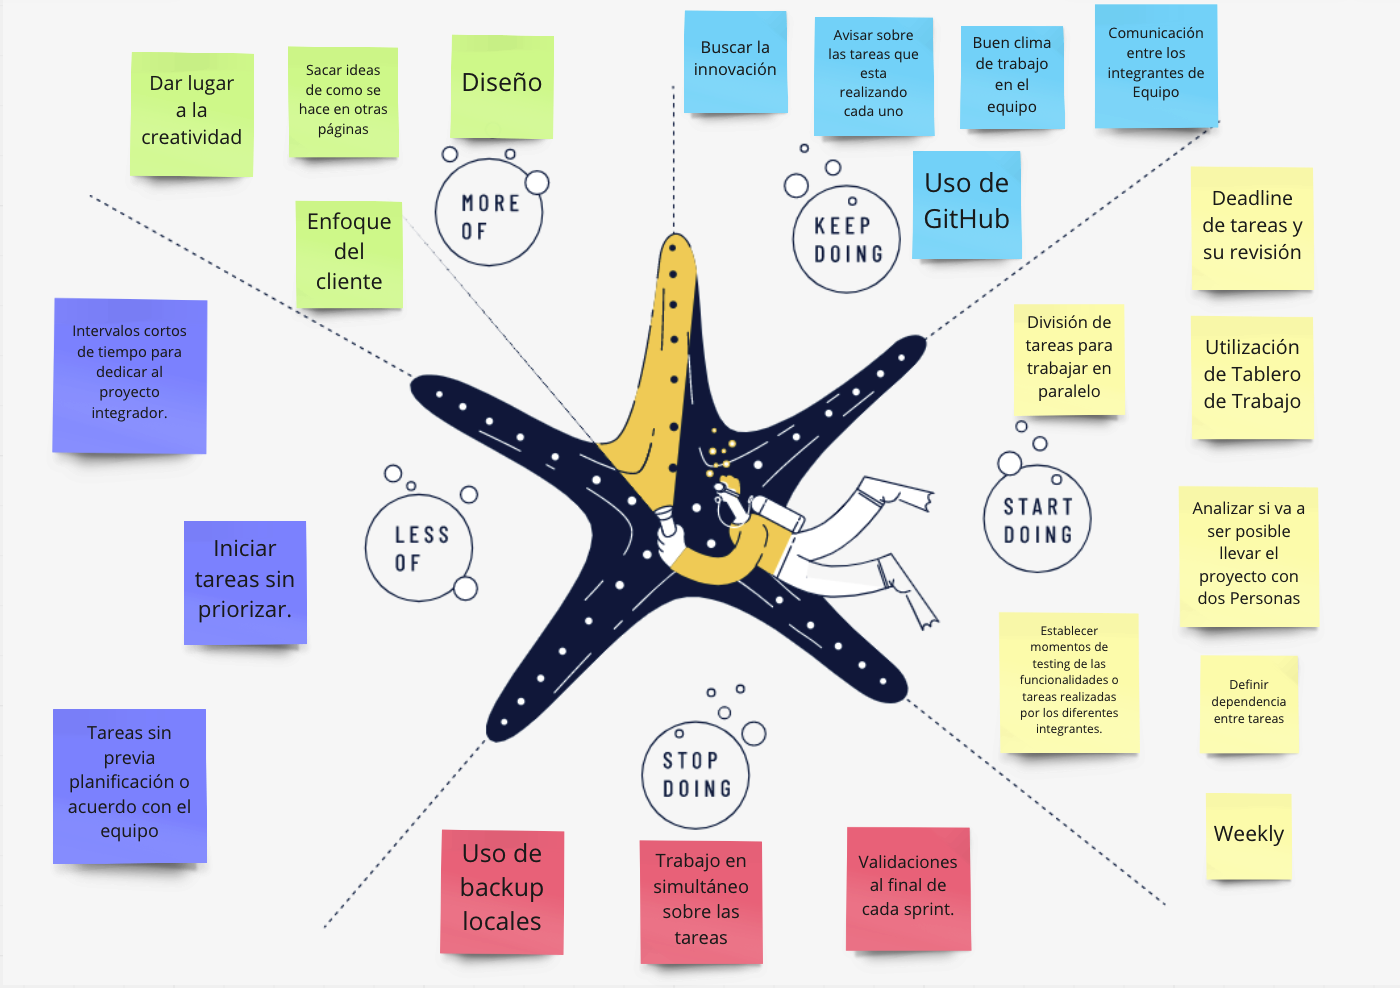 Dar lugar
a la
creatividad
Sacar ideas
de como se
hace en otras
páginas
Diseño
Enfoque
del
cliente
MORE
OF
Buscar la
innovación
Avisar sobre
las tareas que
esta
realizando
cada uno
Buen clima
de trabajo
en el
equipo
Comunicación
entre los
integrantes de
Equipo
Uso de
GitHub
KEEP
DOING
Deadline
de tareas y
su revisión
División de
tareas para
trabajar en
paralelo
Utilización
de Tablero
de Trabajo
START
DOING
Analizar si va a
ser posible
llevar el
proyecto con
dos Personas
Establecer
momentos de
testing de las
funcionalidades o
tareas realizadas
por los diferentes
integrantes.
Definir
dependencia
entre tareas
Weekly
Intervalos cortos
de tiempo para
dedicar al
proyecto
integrador.
LESS
OF
Iniciar
tareas sin
priorizar.
Tareas sin
previa
planificación o
acuerdo con el
equipo
STOP
DOING
Uso de
backup
locales
Trabajo en
simultáneo
sobre las
tareas
Validaciones
al final de
cada sprint.